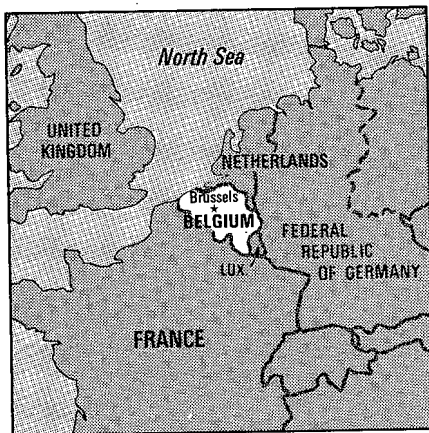 North Sea
UNITED
KINGDOM
NETHERLANDS
Brussels
BELGIUM
FEDERAL
REPUBLIC
OF GERMANY
LUX.
FRANCE